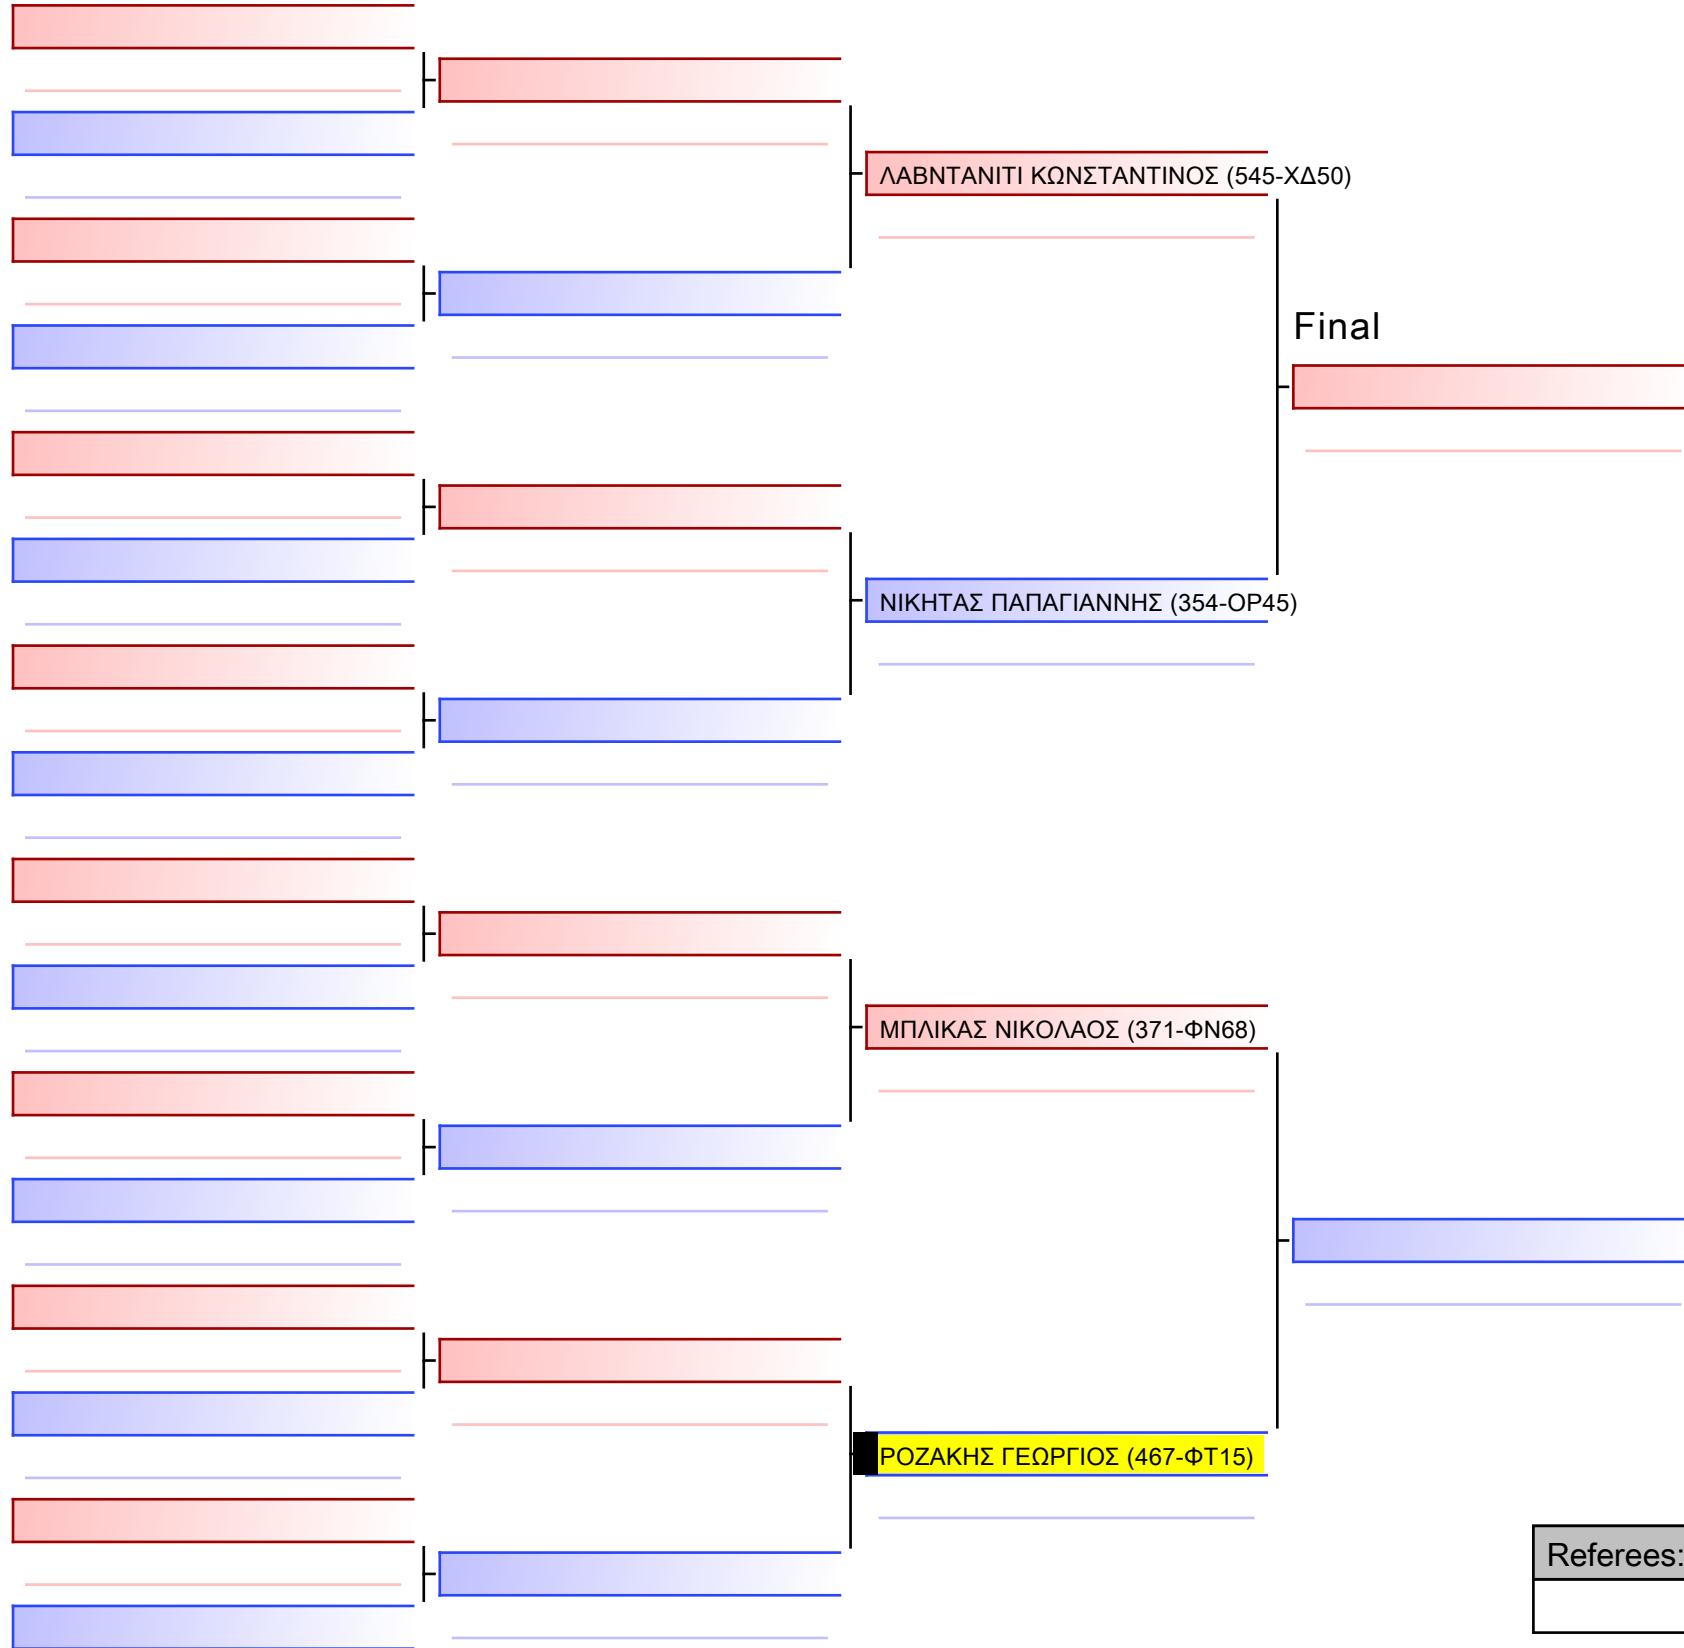 ΛΑΒΝΤΑΝΙΤΙ ΚΩΝΣΤΑΝΤΙΝΟΣ (545-ΧΔ50)
Final
ΝΙΚΗΤΑΣ ΠΑΠΑΓΙΑΝΝΗΣ (354-ΟΡ45)
ΜΠΛΙΚΑΣ ΝΙΚΟΛΑΟΣ (371-ΦΝ68)
ΡΟΖΑΚΗΣ ΓΕΩΡΓΙΟΣ (467-ΦΤ15)
Referees: